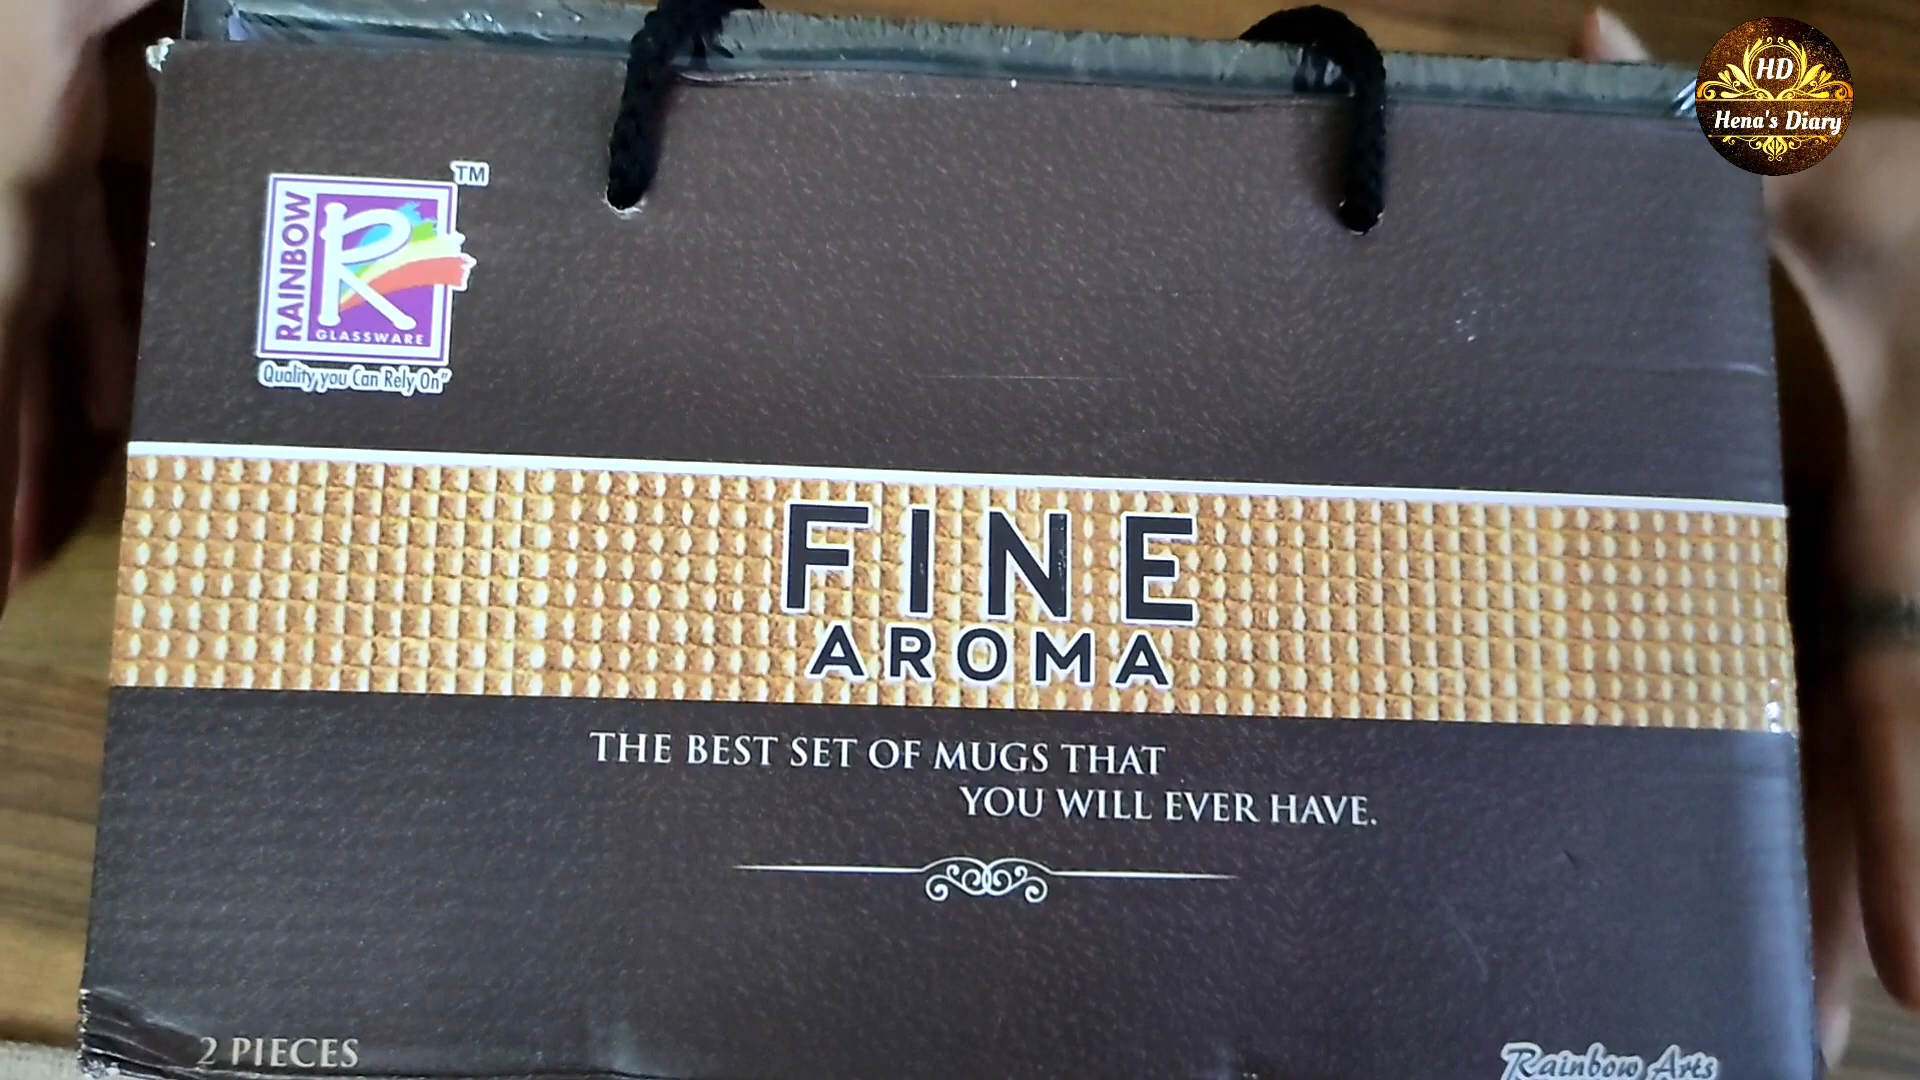 HD
Hena's Diary
TM
RAINBOW
R
GLASSWARE
Quality you Can Rely On"
FINE
AROMA
THE BEST SET OF MUGS THAT
YOU WILL EVER HAVE.
2 PIECES
Rainbow Arts